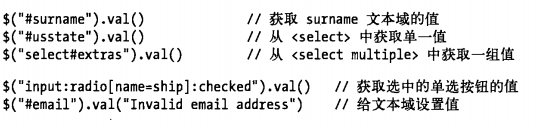 $("#surname").val() // 获取 surname 文本域的值
$("#usstate").val() // 从 <select> 中获取单一值
$("select#extras").val() // 从 <select multiple> 中获取一组值
$("input:radio[name=ship]:checked").val() // 获取选中的单选按钮的值
$("#email").val("Invalid email address") // 给文本域设置值